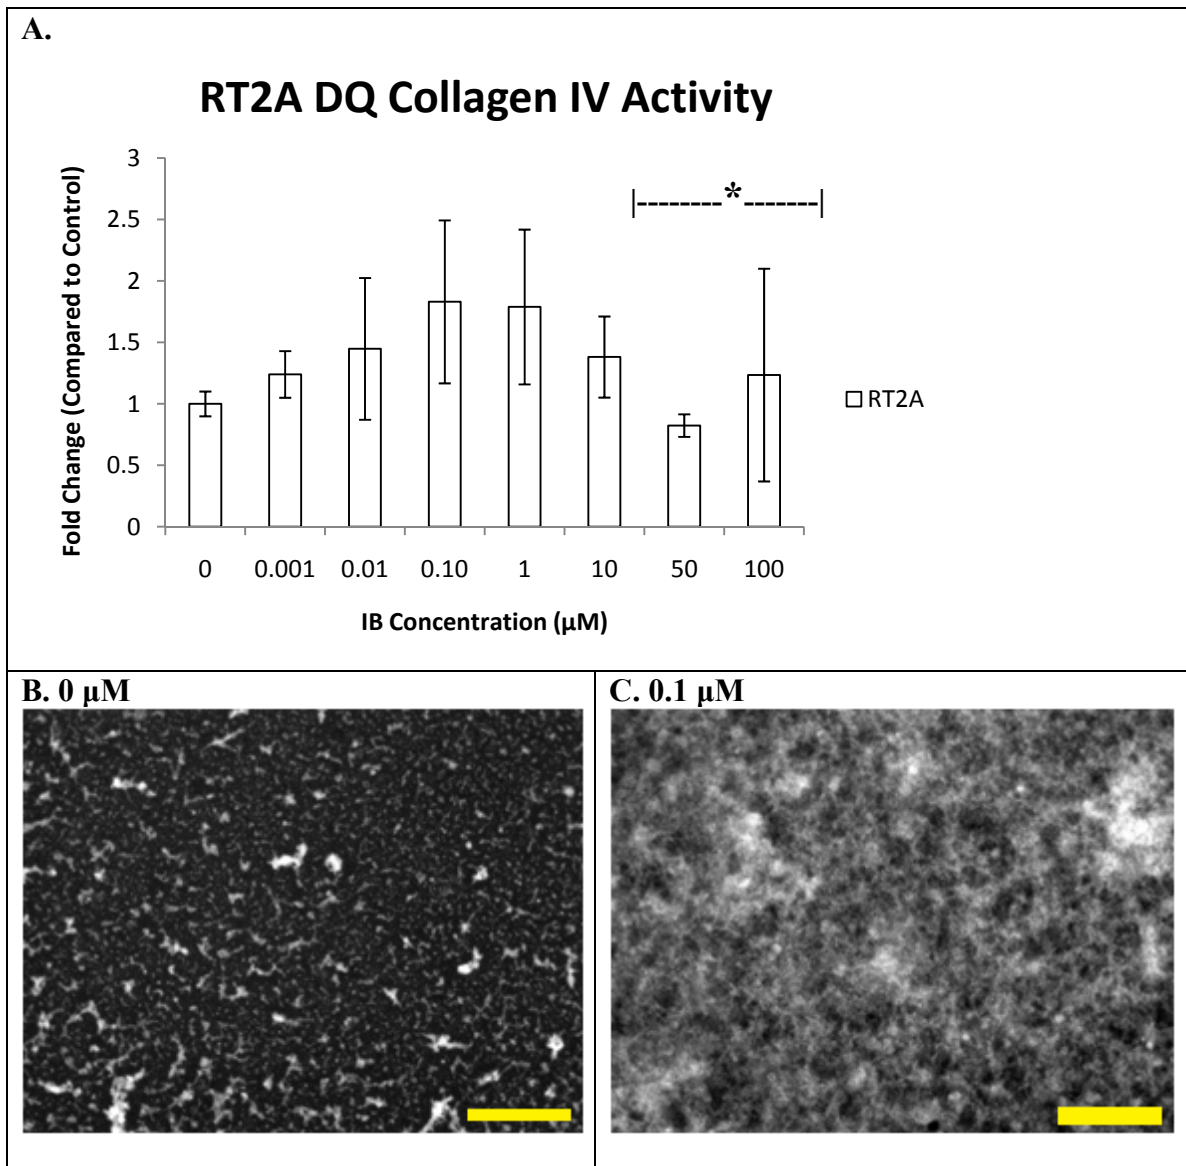 A.
RT2A DQ Collagen IV Activity
Fold Change (Compared to Control)
3
2.5
2
1.5
1
0.5
0
|--------*-------|
RT2A
0 0.001 0.01 0.10 1 10 50 100
IB Concentration (µM)
B. 0 µM
C. 0.1 µM